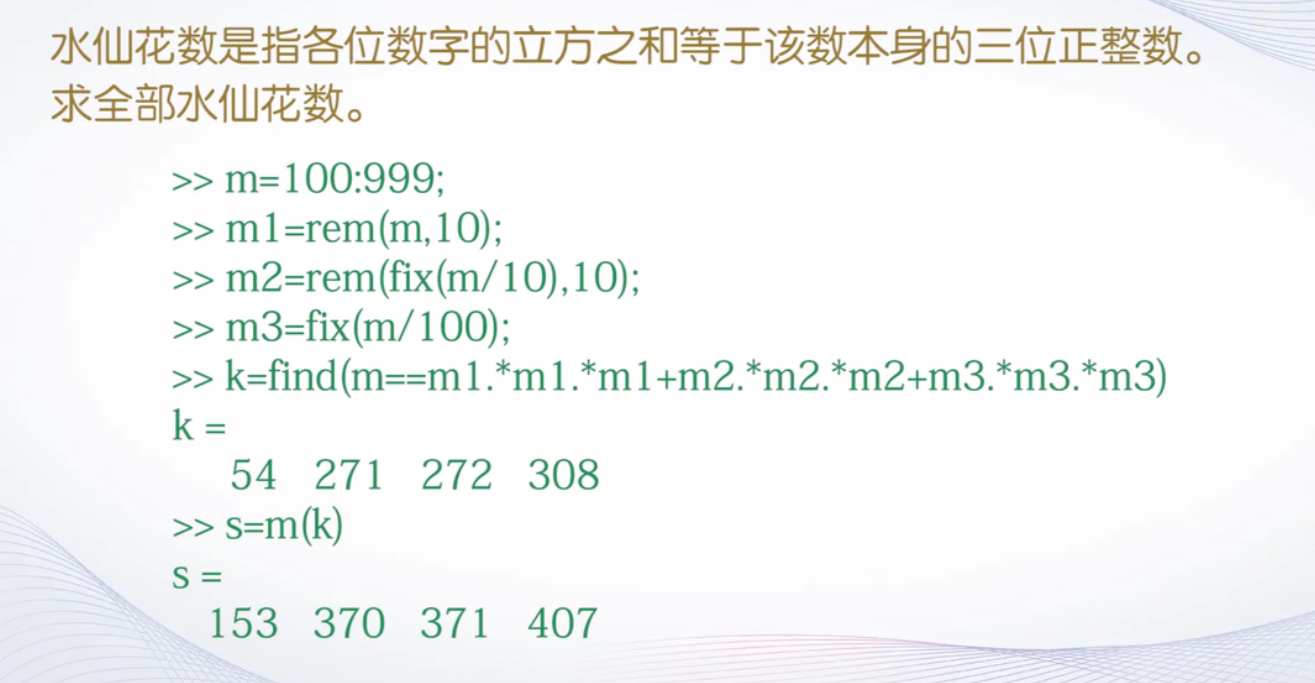 水仙花数是指各位数字的立方之和等于该数本身的三位正整数。
求全部水仙花数。
>> m=100:999;
>> m1=rem(m,10);
>> m2=rem(fix(m/10),10);
>> m3=fix(m/100);
>> k=find(m==m1.*m1.*m1+m2.*m2.*m2+m3.*m3.*m3)
k =
54 271 272 308
>> s=m(k)
s =
153 370 371 407